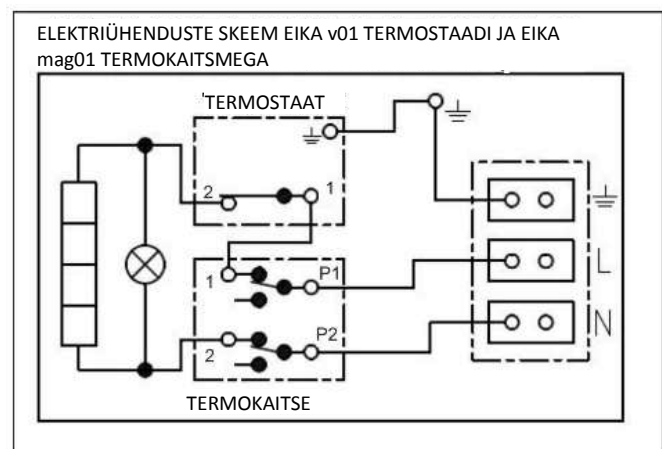 ELEKTRIÜHENDUSTE SKEEM EIKA v01 TERMOSTAADI JA EIKA
mag01 TERMOKAITSMEGA
'TERMOSTAAT
2
1
1
P1
L
2
P2
N
TERMOKAITSE